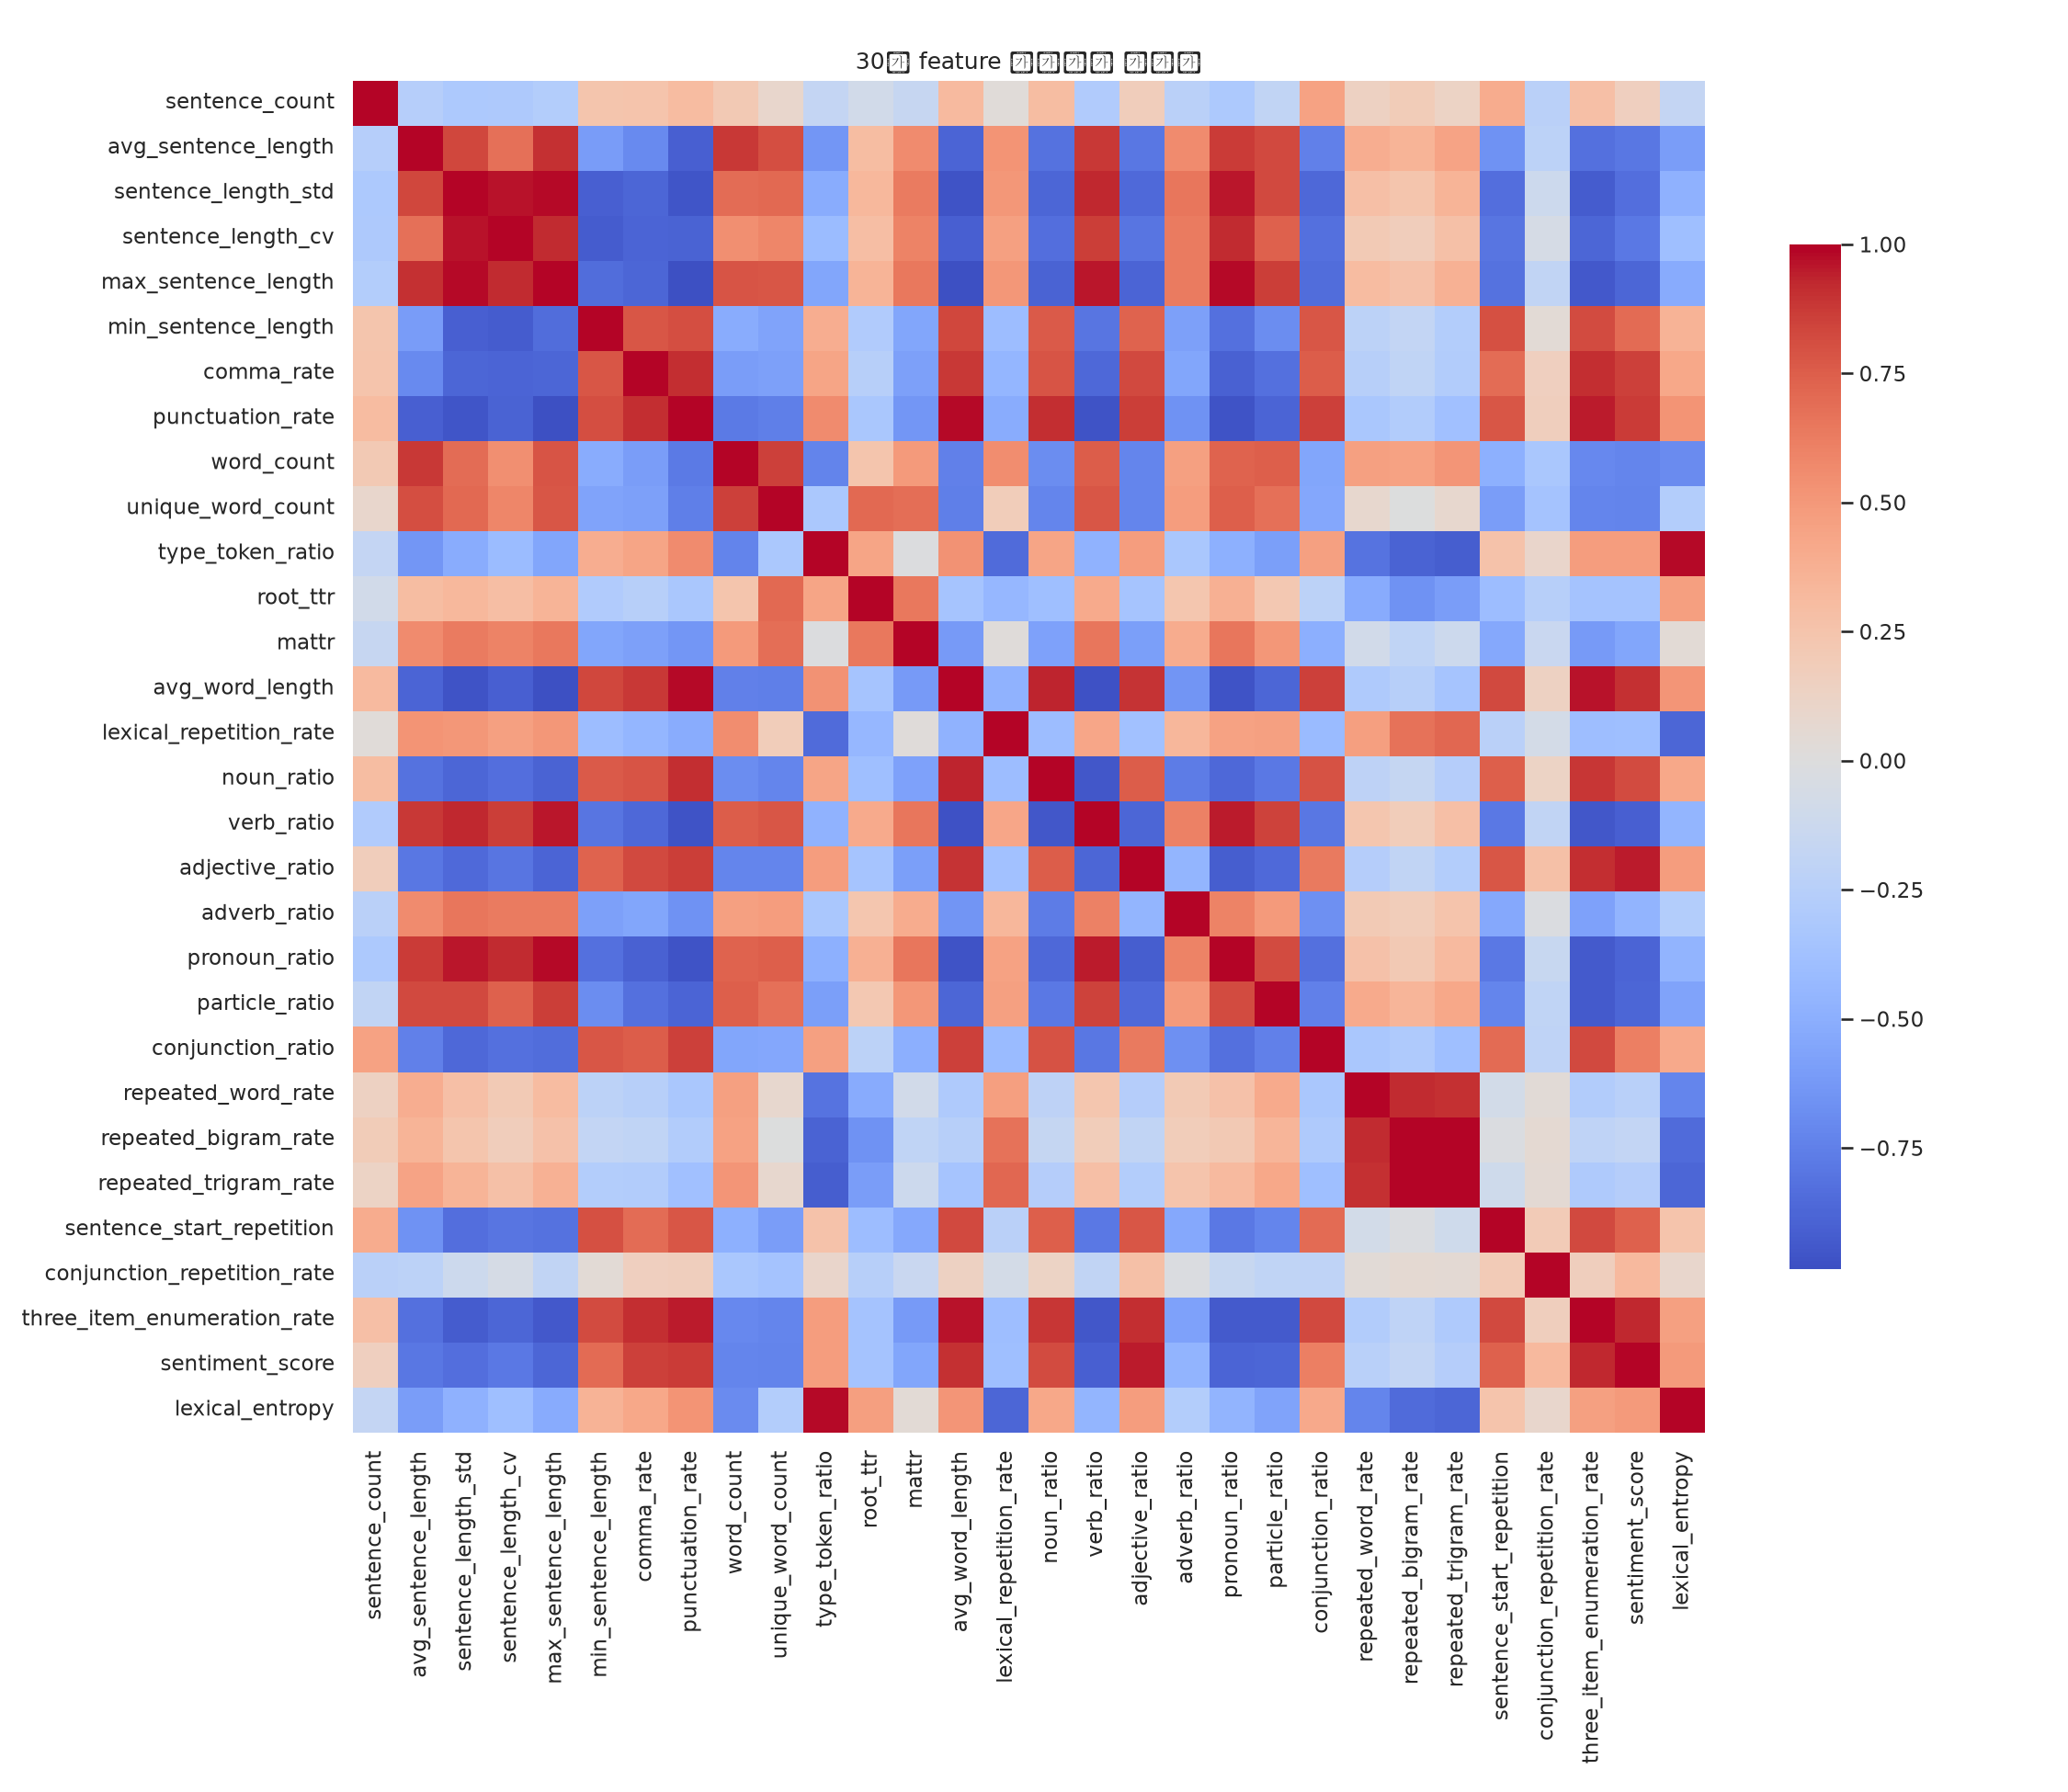 30 feature
sentence_count
avg_sentence_length
sentence_length_std
sentence_length_cv
max_sentence_length
min_sentence_length
comma_rate
punctuation_rate
word_count
unique_word_count
type_token_ratio
root_ttr
mattr
avg_word_length
lexical_repetition_rate
noun_ratio
verb_ratio
adjective_ratio
adverb_ratio
pronoun_ratio
particle_ratio
conjunction_ratio
repeated_word_rate
repeated_bigram_rate
repeated_trigram_rate
sentence_start_repetition
conjunction_repetition_rate
three_item_enumeration_rate
sentiment_score
lexical_entropy
sentence_count
avg_sentence_length
sentence_length_std
sentence_length_cv
max_sentence_length
min_sentence_length
comma_rate
punctuation_rate
word_count
unique_word_count
type_token_ratio
root_ttr
mattr
avg_word_length
lexical_repetition_rate
noun_ratio
verb_ratio
adjective_ratio
adverb_ratio
pronoun_ratio
particle_ratio
conjunction_ratio
repeated_word_rate
repeated_bigram_rate
repeated_trigram_rate
sentence_start_repetition
conjunction_repetition_rate
three_item_enumeration_rate
sentiment_score
lexical_entropy
1.00
0.75
0.50
0.25
0.00
−0.25
−0.50
−0.75